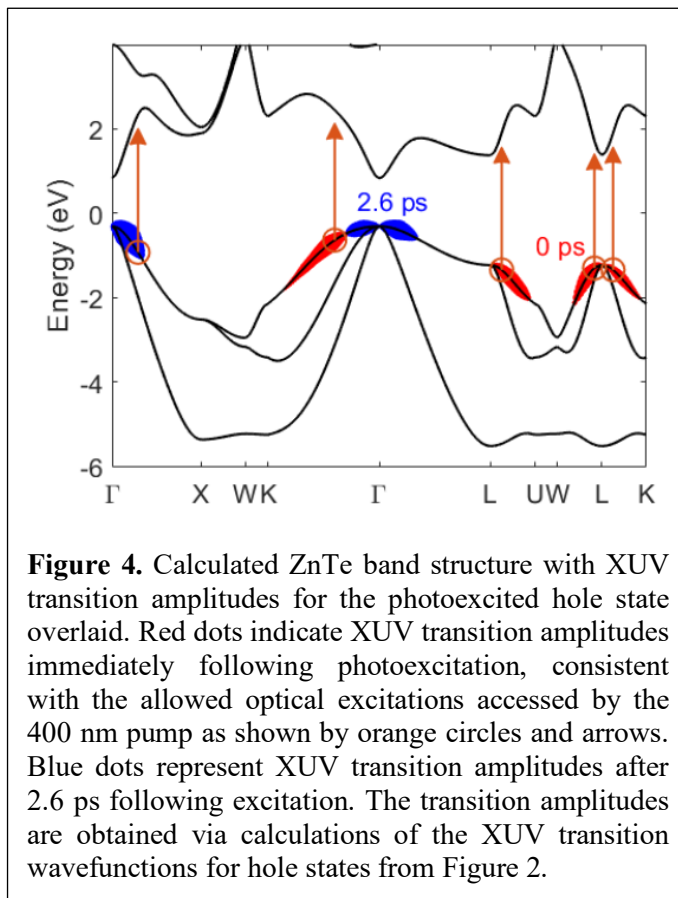 2
0
-2
-4
-6
Energy (eV)
2.6 ps
0 ps
Γ X W K Γ L U W L K
Figure 4. Calculated ZnTe band structure with XUV
transition amplitudes for the photoexcited hole state
overlaid. Red dots indicate XUV transition amplitudes
immediately following photoexcitation, consistent
with the allowed optical excitations accessed by the
400 nm pump as shown by orange circles and arrows.
Blue dots represent XUV transition amplitudes after
2.6 ps following excitation. The transition amplitudes
are obtained via calculations of the XUV transition
wavefunctions for hole states from Figure 2.